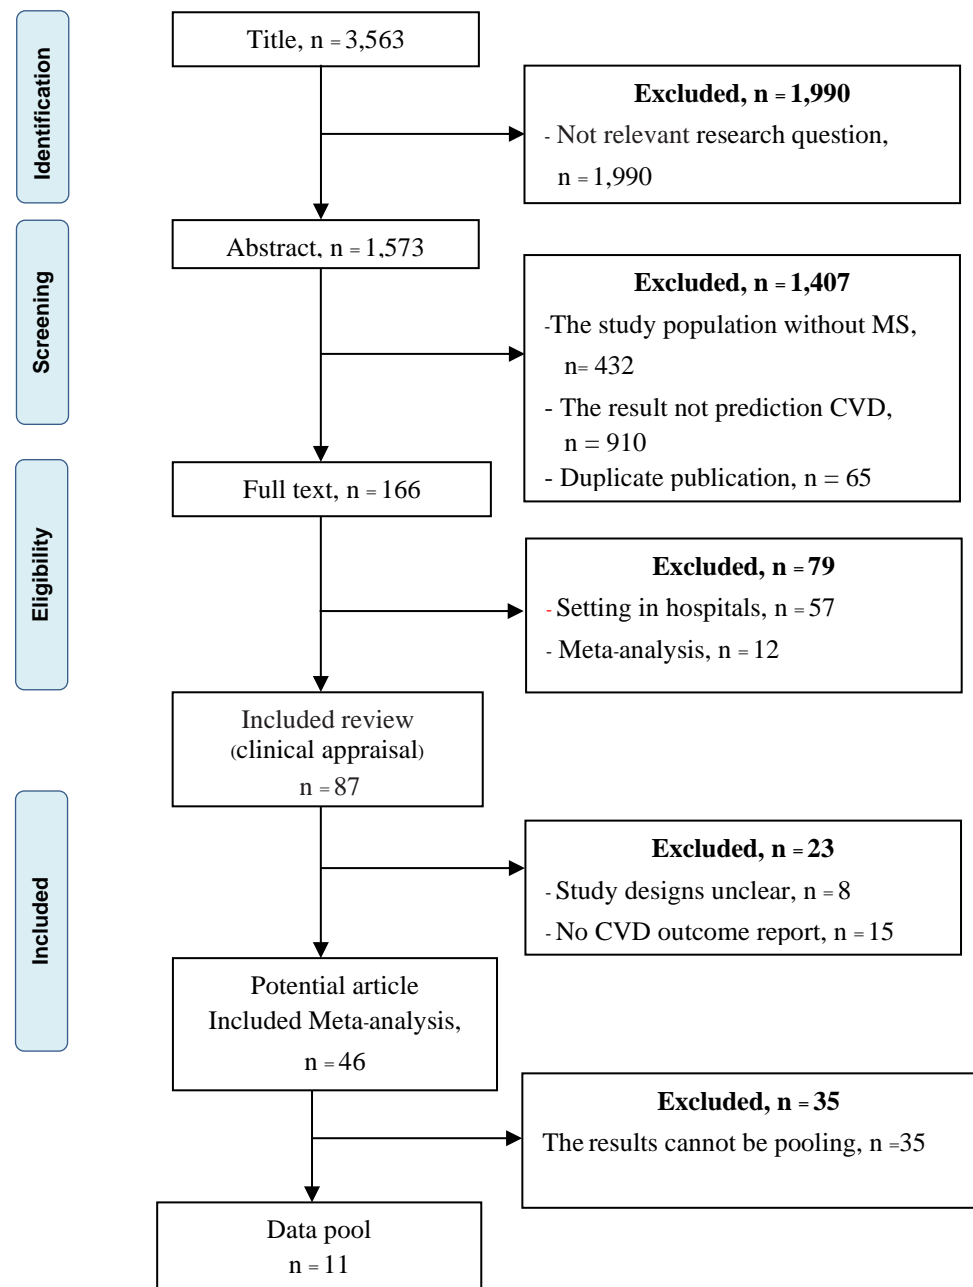 Identification
Title, n = 3,563
Excluded, n = 1,990
- Not relevant research question,
n = 1,990
Screening
Abstract, n = 1,573
Excluded, n = 1,407
-The study population without MS,
n= 432
- The result not prediction CVD,
n = 910
- Duplicate publication, n = 65
Eligibility
Full text, n = 166
Excluded, n = 79
- Setting in hospitals, n = 57
- Meta-analysis, n = 12
Included review
(clinical appraisal)
n = 87
Included
Excluded, n = 23
- Study designs unclear, n = 8
- No CVD outcome report, n = 15
Potential article
Included Meta-analysis,
n = 46
Excluded, n = 35
The results cannot be pooling, n =35
Data pool
n = 11